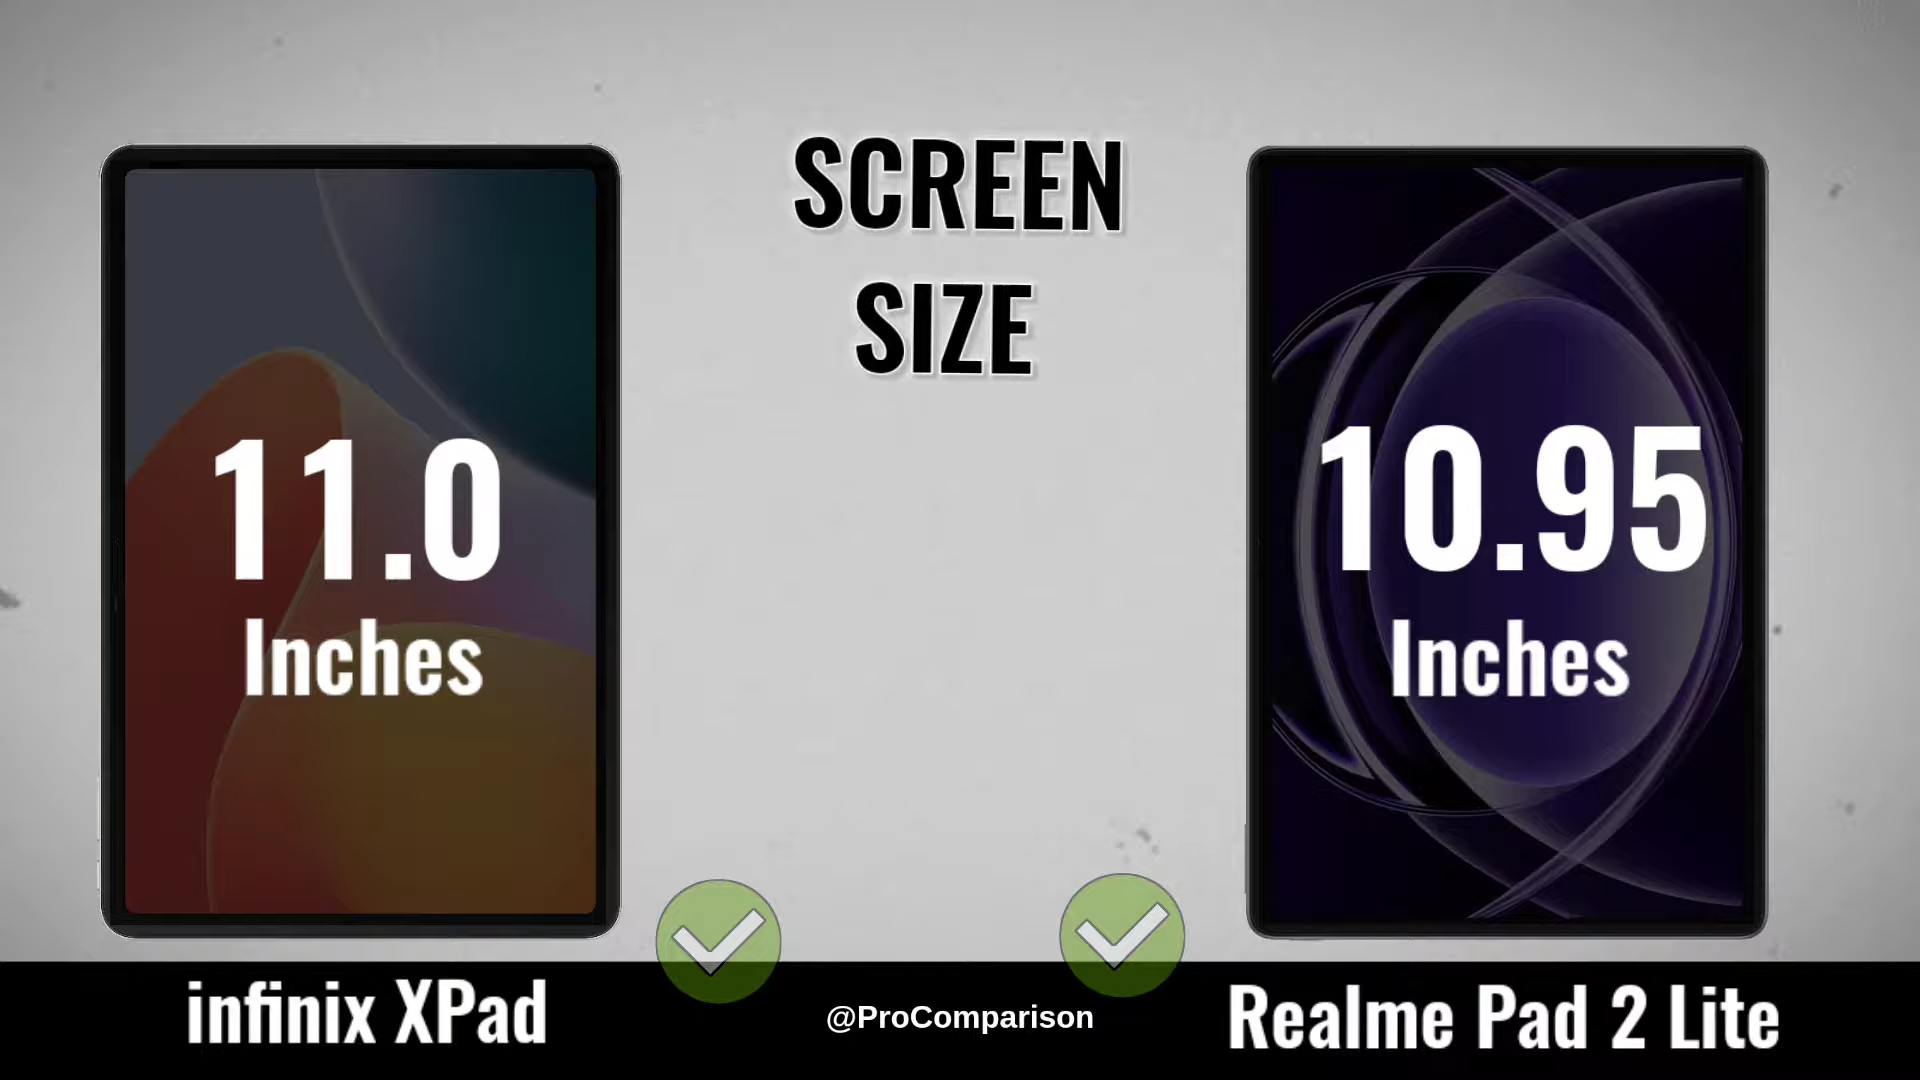 SCREEN
SIZE
11.0
Inches
10.95
Inches
infinix XPad
@ProComparison
Realme Pad 2 Lite